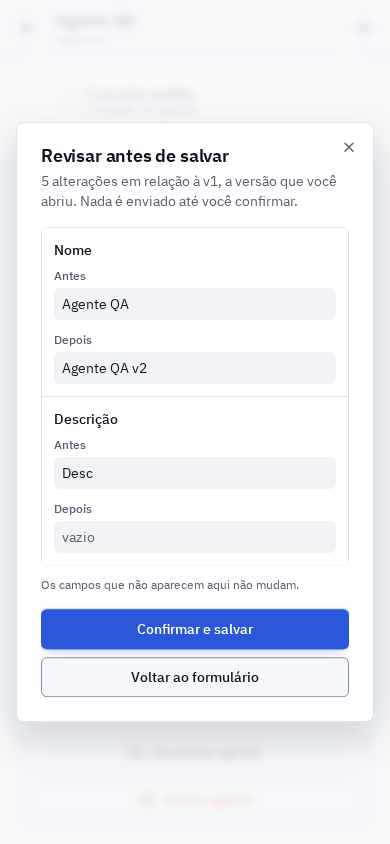 Agente QA
Revisar antes de salvar
5 alterações em relação à v1, a versão que você
abriu. Nada é enviado até você confirmar.
Nome
Antes
Agente QA
Depois
Agente QA v2
Descrição
Antes
Desc
Depois
vazio
Os campos que não aparecem aqui não mudam.
Confirmar e salvar
Voltar ao formulário